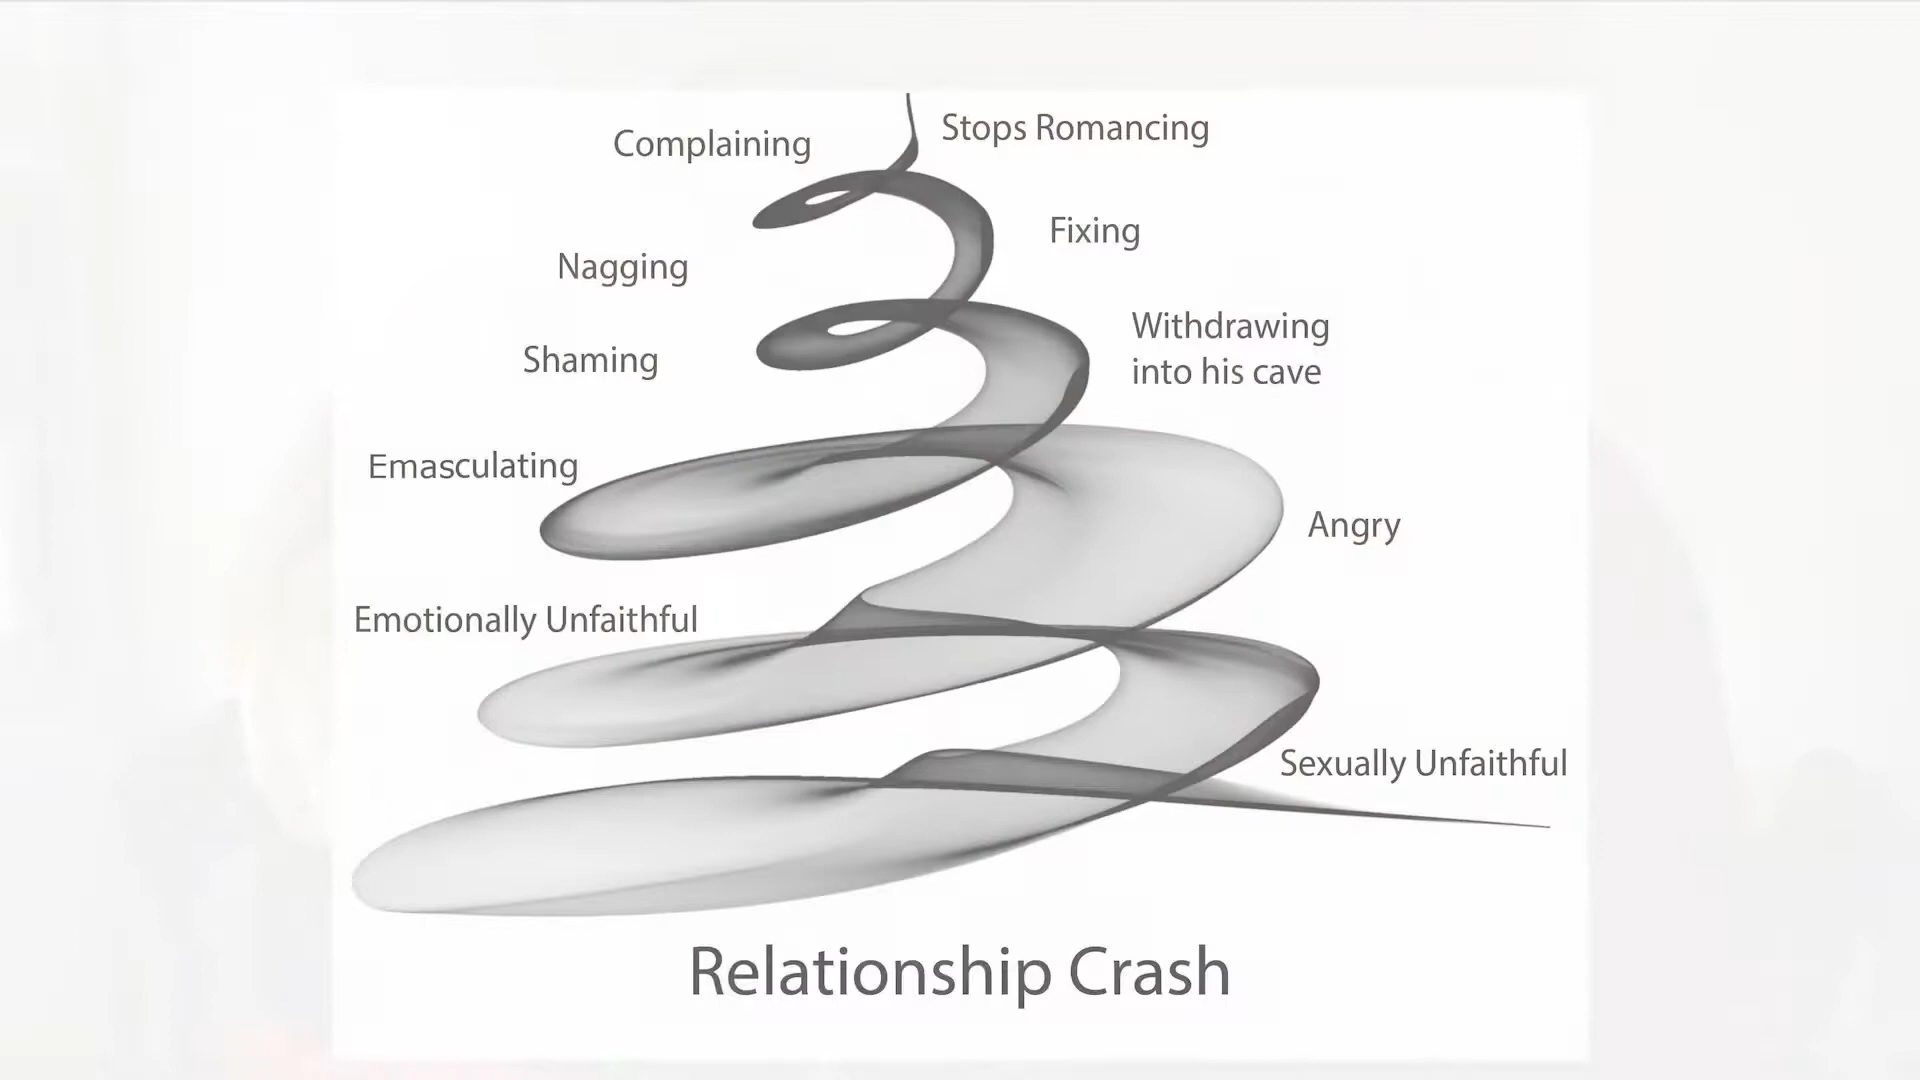 Complaining
Stops Romancing
Fixing
Nagging
Withdrawing
into his cave
Shaming
Emasculating
Angry
Emotionally Unfaithful
Sexually Unfaithful
Relationship Crash